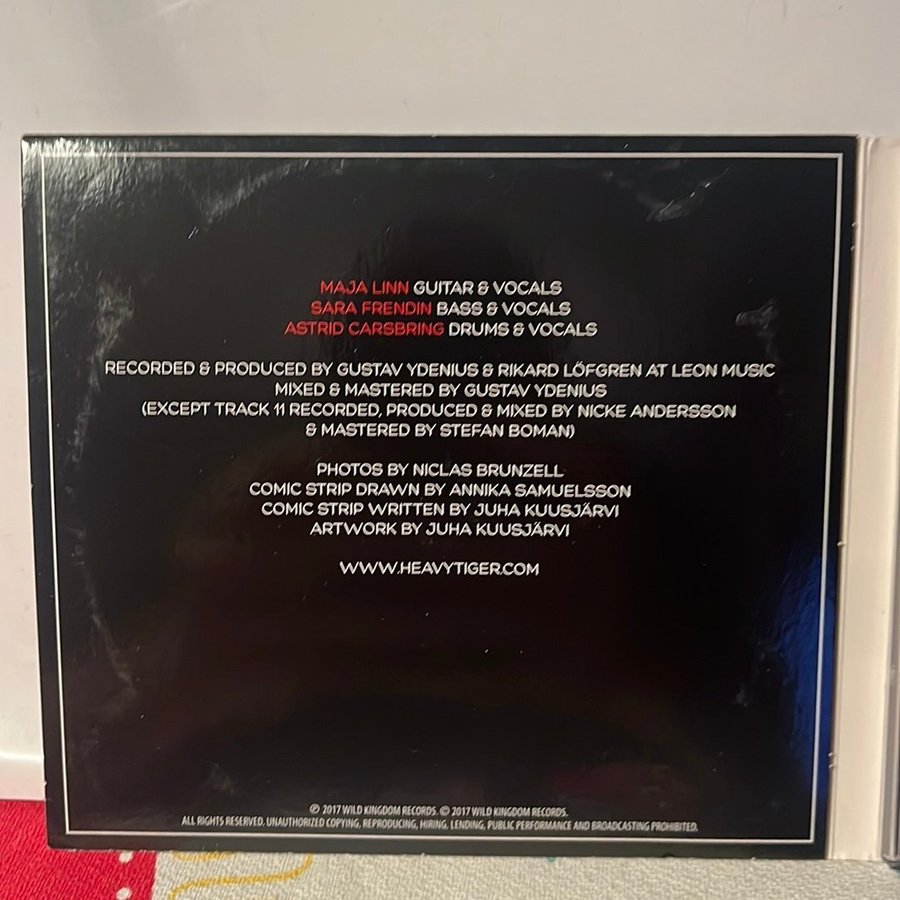 MAJA LINN GUITAR & VOCALS
SARA FRENDIN BASS & VOCALS
ASTRID CARSBRING DRUMS & VOCALS
RECORDED & PRODUCED BY GUSTAV YDENIUS & RIKARD LÖFGREN AT LEON MUSIC
MIXED & MASTERED BY GUSTAV YDENIUS
(EXCEPT TRACK 11 RECORDED, PRODUCED & MIXED BY NICKE ANDERSSON
& MASTERED BY STEFAN BOMAN)
PHOTOS BY NICLAS BRUNZELL
COMIC STRIP DRAWN BY ANNIKA SAMUELSSON
COMIC STRIP WRITTEN BY JUHA KUUSJÄRVI
ARTWORK BY JUHA KUUSJÄRVI
WWW.HEAVYTIGER.COM
℗ 2017 WILD KINGDOM RECORDS. © 2017 WILD KINGDOM RECORDS.
ALL RIGHTS RESERVED. UNAUTHORIZED COPYING, REPRODUCING, HIRING, LENDING, PUBLIC PERFORMANCE AND BROADCASTING PROHIBITED.